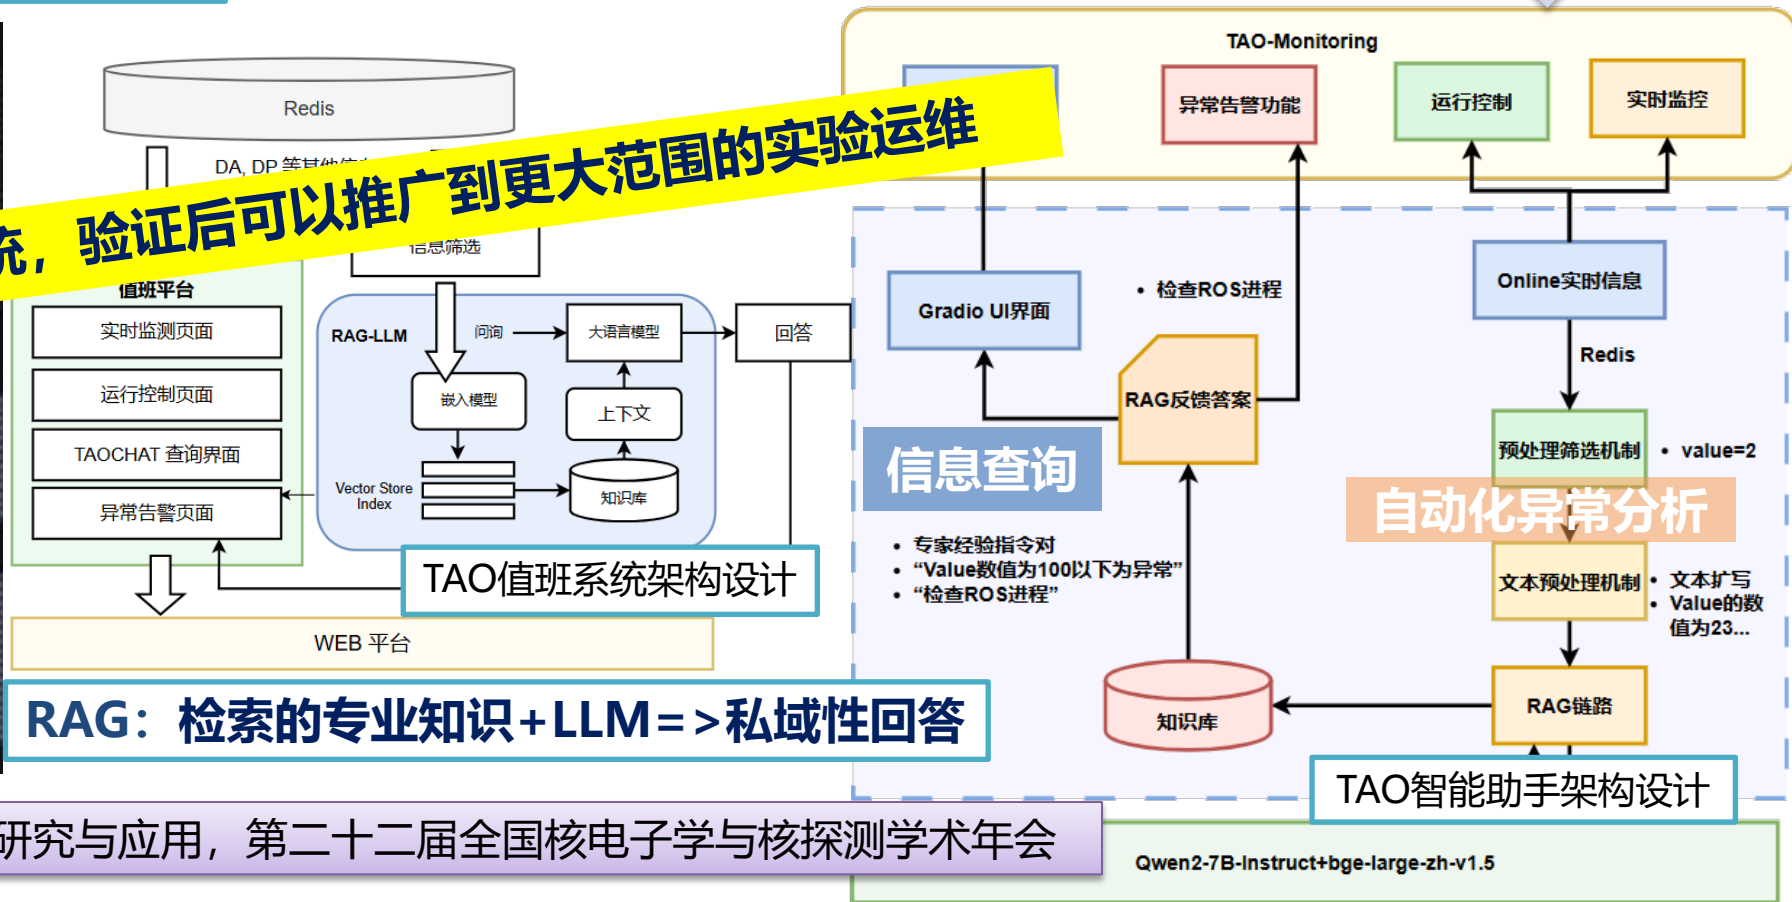 Redis
DA, DP 等其他
统，验证后可以推广到更大范围的实验运维
信息筛选
值班平台
实时监测页面
运行控制页面
TAOCHAT 查询界面
异常告警页面
RAG-LLM
问询
大语言模型
回答
嵌入模型
上下文
Vector Store
Index
知识库
TAO值班系统架构设计
WEB 平台
RAG：检索的专业知识+LLM=>私域性回答
研究与应用，第二十二届全国核电子学与核探测学术年会
TAO-Monitoring
异常告警功能
运行控制
实时监控
Gradio UI界面
• 检查ROS进程
Online实时信息
Redis
RAG反馈答案
预处理筛选机制
• value=2
信息查询
自动化异常分析
• 专家经验指令对
• “Value数值为100以下为异常”
• “检查ROS进程”
文本预处理机制
• 文本扩写
• Value的数
值为23...
知识库
RAG链路
TAO智能助手架构设计
Qwen2-7B-Instruct+bge-large-zh-v1.5